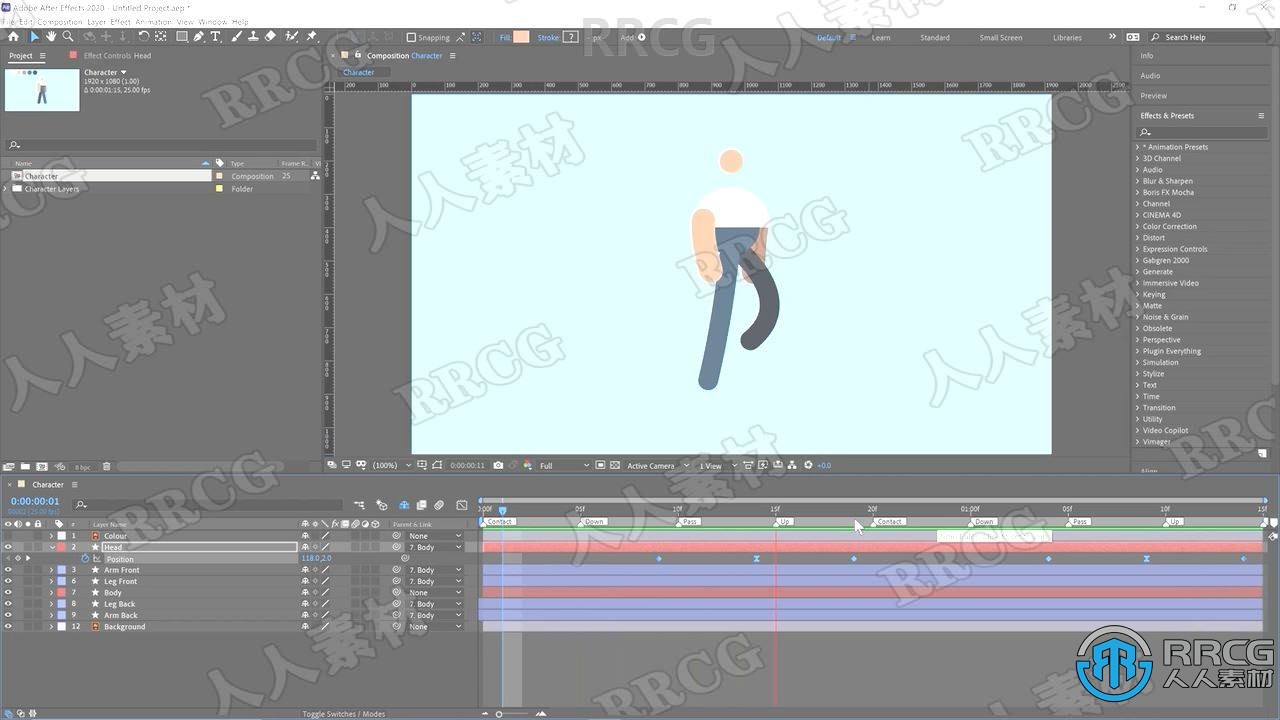 Adobe After Effects 2020 - Untitled Project.aep *
File Edit Composition Layer Effect Animation View Window Help
Snapping Fill: Stroke: ? - px Add: Default Learn Standard Small Screen Libraries Search Help
Project Effect Controls Head Composition Character Info
Character
1920 x 1080 (1.00)
Δ 0:00:01:15, 25.00 fps
Character
Audio
Preview
Effects & Presets
Name Type Frame R..
Character Composition 25
Character Layers Folder
* Animation Presets
3D Channel
Audio
Blur & Sharpen
Boris FX Mocha
Channel
CINEMA 4D
Color Correction
Distort
Expression Controls
Gabgren 2000
Generate
Immersive Video
Keying
Matte
Noise & Grain
Obsolete
Perspective
Plugin Everything
Simulation
Stylize
Text
Time
Transition
Utility
Video Copilot
Vimager
8 bpc (100%) 0:00:00:11 Full Active Camera 1 View +0.0
Align
Character
0:00:00:01
00001 (25.00 fps)
:00f 05f 10f 15f 20f 01:00f 05f 10f 15f
Contact Down Pass Up Contact Down Pass Up
# Layer Name Parent & Link
1 Colour None
2 Head 7. Body
Position 118.0,2.0
3 Arm Front 7. Body
6 Leg Front 7. Body
7 Body None
8 Leg Back 7. Body
9 Arm Back 7. Body
12 Background None
Toggle Switches / Modes
RRCG
人人素材